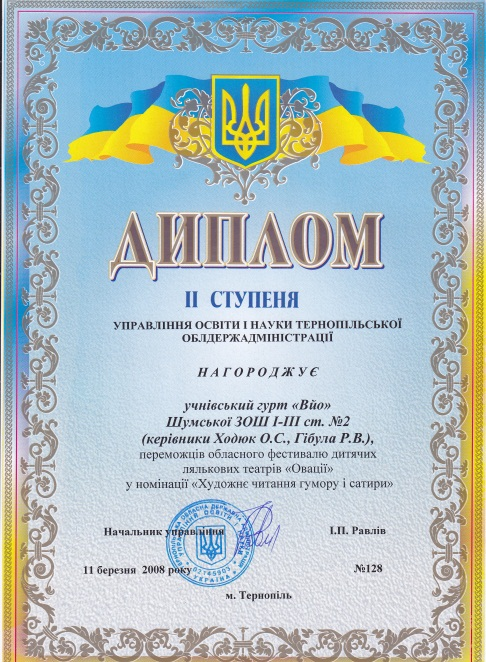 ДИПЛОМ
ІІ СТУПЕНЯ
УПРАВЛІННЯ ОСВІТИ І НАУКИ ТЕРНОПІЛЬСЬКОЇ
ОБЛДЕРЖАДМІНІСТРАЦІЇ
НАГОРОДЖУЄ
учнівський гурт «Вйо»
Шумської ЗОШ І-ІІІ ст. №2
(керівники Ходюк О.С., Гібула Р.В.),
переможців обласного фестивалю дитячих
лялькових театрів «Овації»
у номінації «Художнє читання гумору і сатири»
Начальник управління І.П. Равлів
11 березня 2008 року №128
м. Тернопіль
УКРАЇНА